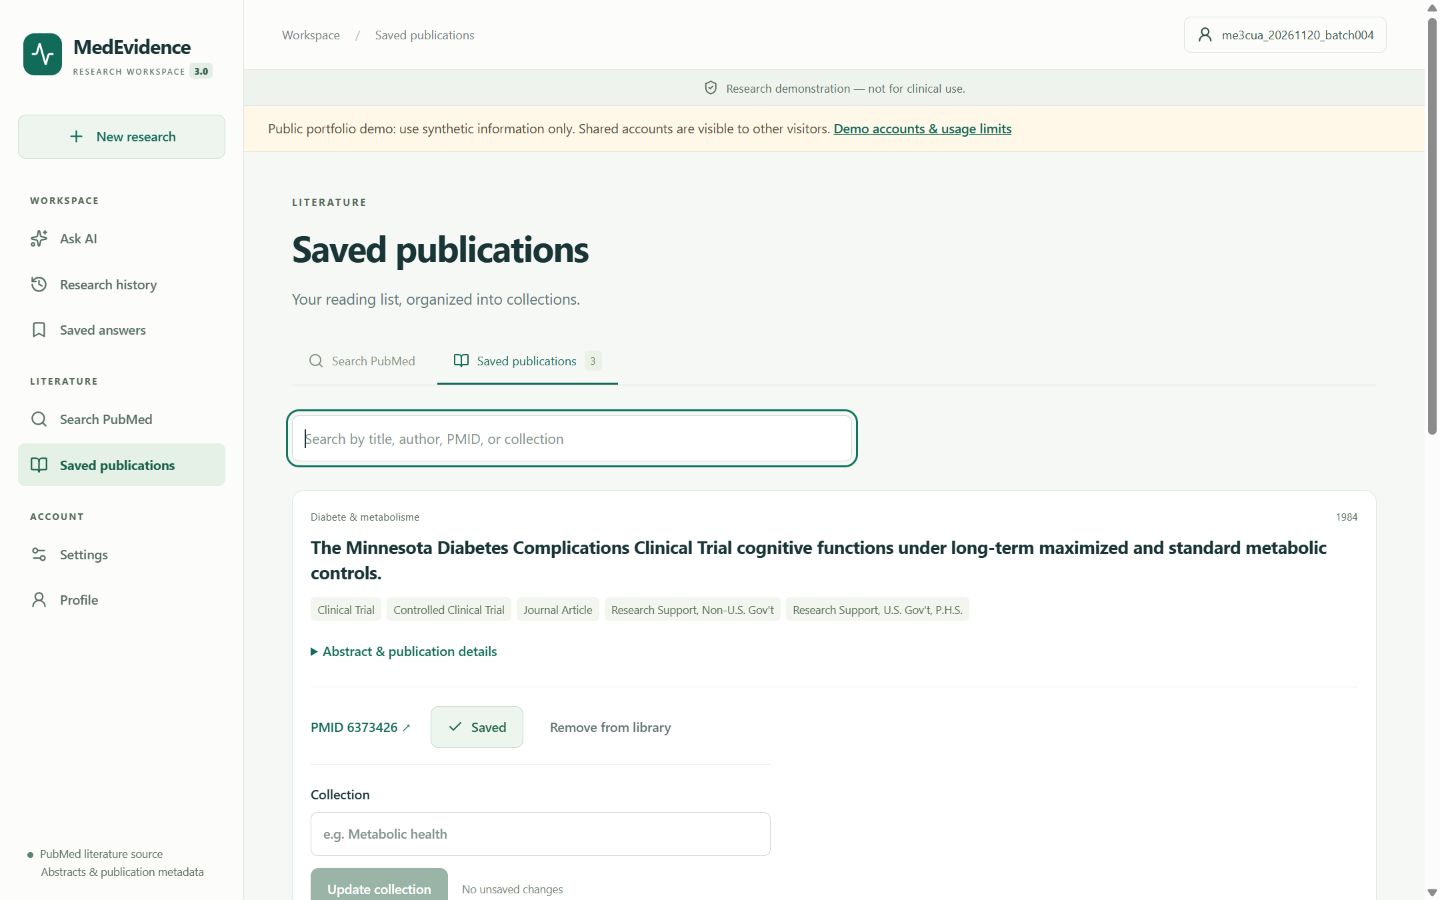 MedEvidence
RESEARCH WORKSPACE 3.0
New research
WORKSPACE
Ask AI
Research history
Saved answers
LITERATURE
Search PubMed
Saved publications
ACCOUNT
Settings
Profile
PubMed literature source
Abstracts & publication metadata
Workspace / Saved publications
me3cua_20261120_batch004
Research demonstration — not for clinical use.
Public portfolio demo: use synthetic information only. Shared accounts are visible to other visitors. Demo accounts & usage limits
LITERATURE
Saved publications
Your reading list, organized into collections.
Search PubMed
Saved publications 3
Search by title, author, PMID, or collection
Diabete & metabolisme 1984
The Minnesota Diabetes Complications Clinical Trial cognitive functions under long-term maximized and standard metabolic
controls.
Clinical Trial Controlled Clinical Trial Journal Article Research Support, Non-U.S. Gov't Research Support, U.S. Gov't, P.H.S.
Abstract & publication details
PMID 6373426 ↗ Saved Remove from library
Collection
e.g. Metabolic health
Update collection No unsaved changes